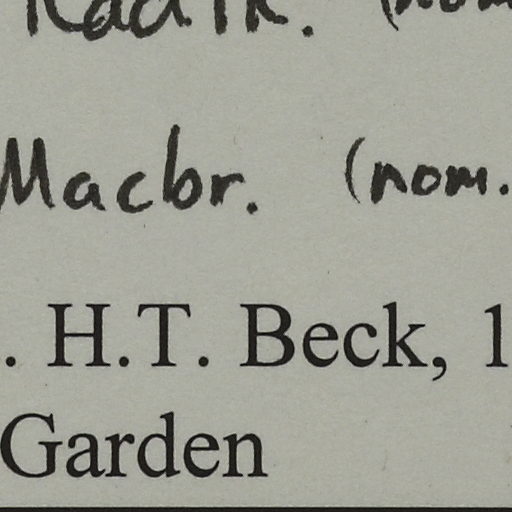 Macbr. (nom.
. H.T. Beck, 1
Garden